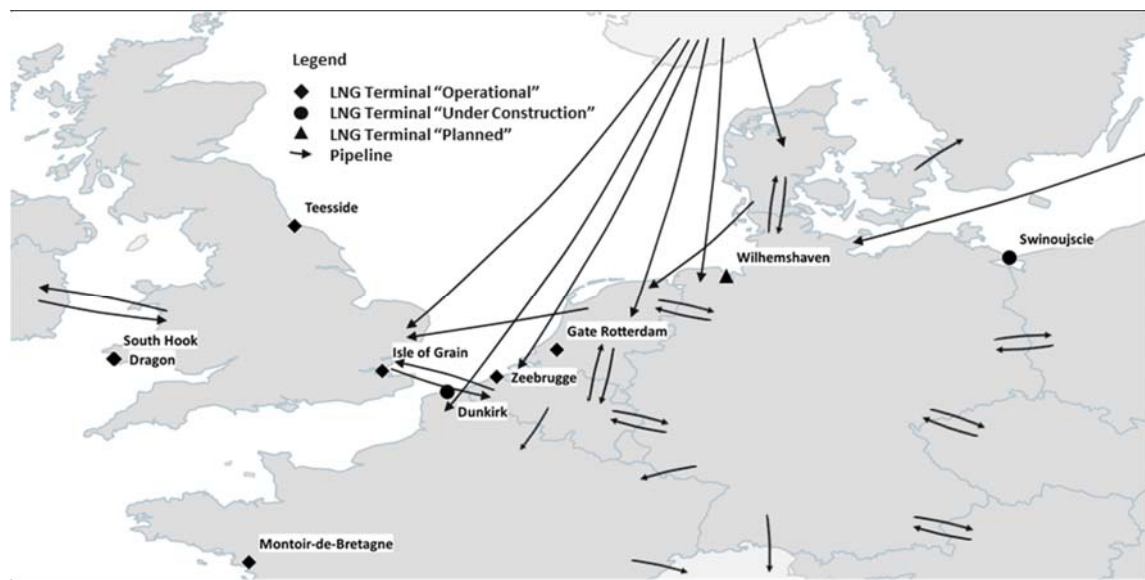 Legend
LNG Terminal “Operational”
LNG Terminal “Under Construction”
LNG Terminal “Planned”
Pipeline
Teesside
Swinoujscie
Wilhemshaven
South Hook
Dragon
Gate Rotterdam
Isle of Grain
Zeebrugge
Dunkirk
Montoir-de-Bretagne